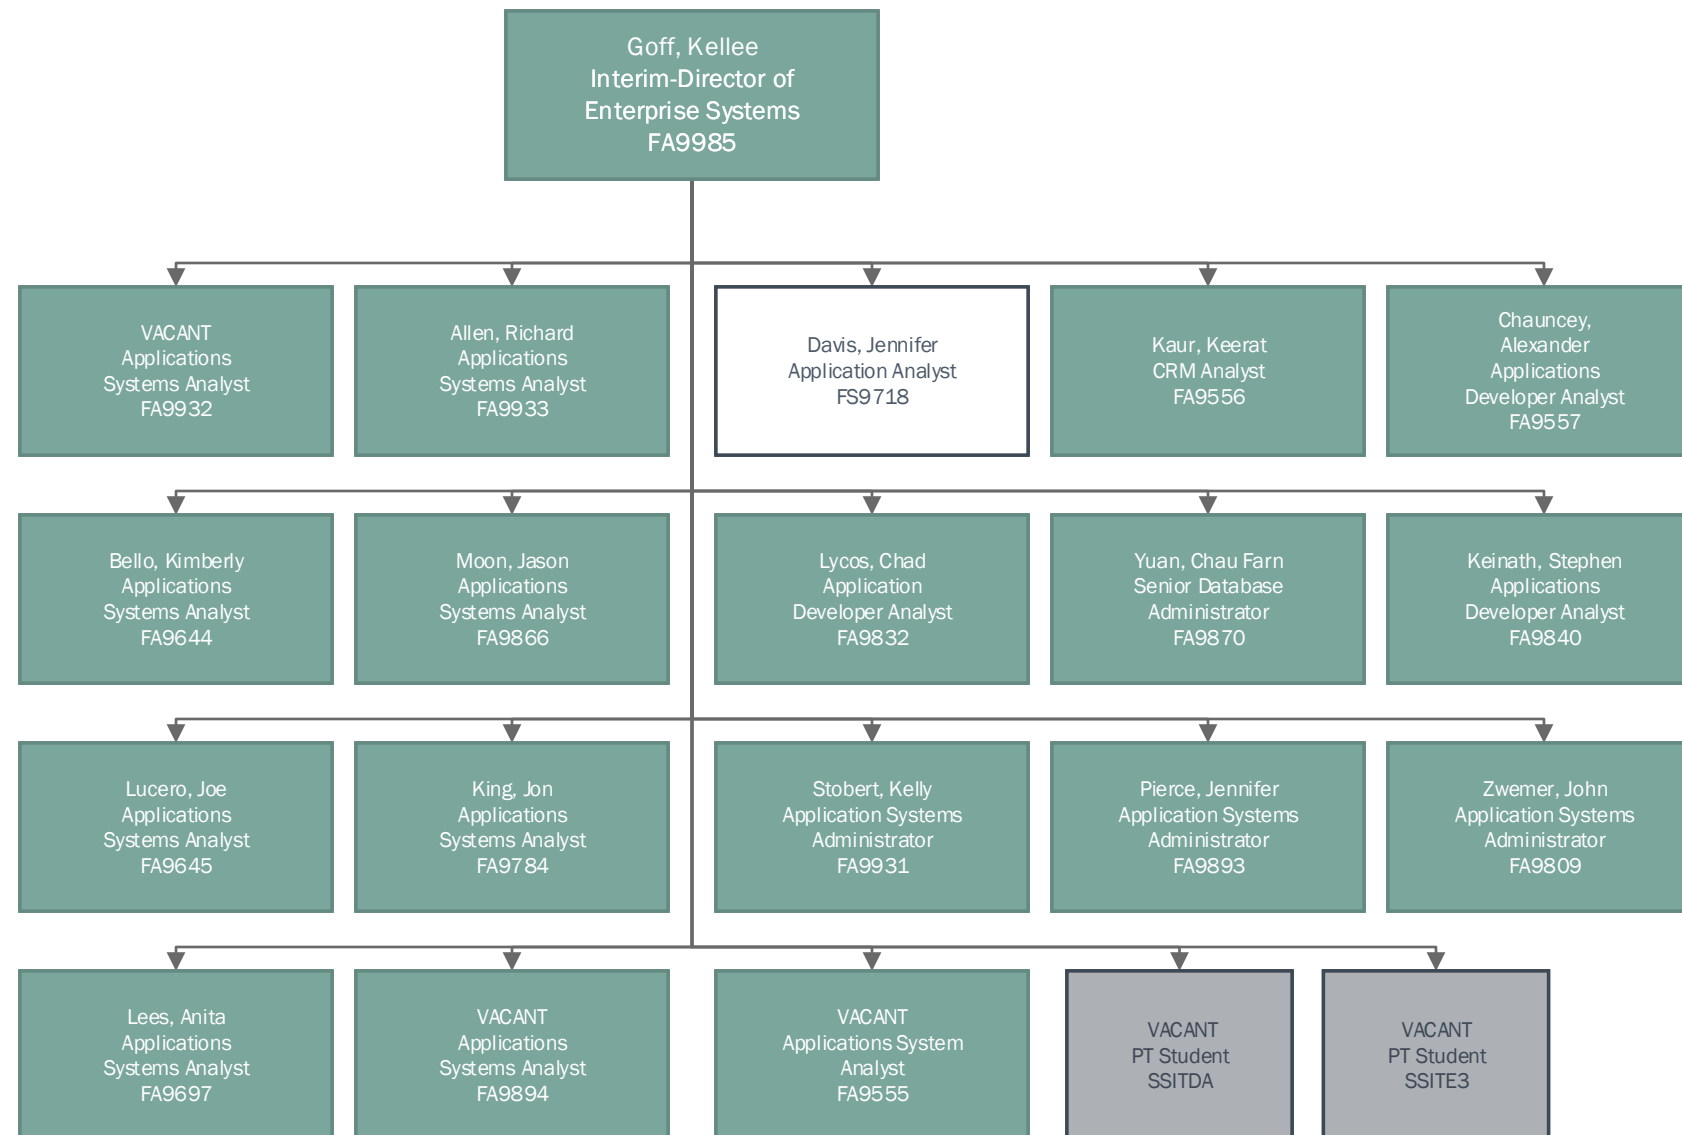 Goff, Kellee
Interim-Director of
Enterprise Systems
FA9985
VACANT
Applications
Systems Analyst
FA9932
Allen, Richard
Applications
Systems Analyst
FA9933
Davis, Jennifer
Application Analyst
FS9718
Kaur, Keerat
CRM Analyst
FA9556
Chauncey,
Alexander
Applications
Developer Analyst
FA9557
Bello, Kimberly
Applications
Systems Analyst
FA9644
Moon, Jason
Applications
Systems Analyst
FA9866
Lycos, Chad
Application
Developer Analyst
FA9832
Yuan, Chau Farn
Senior Database
Administrator
FA9870
Keinath, Stephen
Applications
Developer Analyst
FA9840
Lucero, Joe
Applications
Systems Analyst
FA9645
King, Jon
Applications
Systems Analyst
FA9784
Stobert, Kelly
Application Systems
Administrator
FA9931
Pierce, Jennifer
Application Systems
Administrator
FA9893
Zwemer, John
Application Systems
Administrator
FA9809
Lees, Anita
Applications
Systems Analyst
FA9697
VACANT
Applications
Systems Analyst
FA9894
VACANT
Applications System
Analyst
FA9555
VACANT
PT Student
SSITDA
VACANT
PT Student
SSITE3